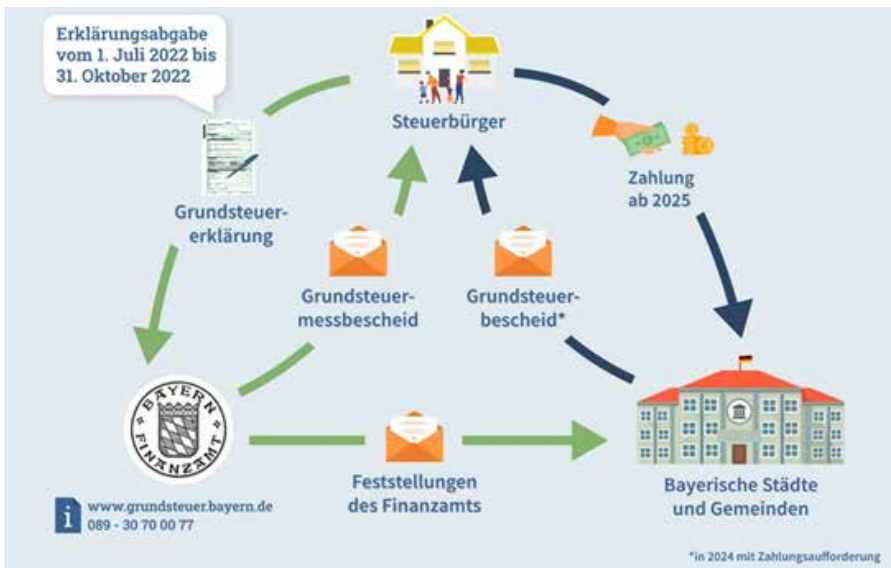 Erklärungsabgabe
vom 1. Juli 2022 bis
31. Oktober 2022
Steuerbürger
Grundsteuer-
erklärung
Zahlung
ab 2025
Grundsteuer-
messbescheid
Grundsteuer-
bescheid*
BAYERN
FINANZAMT
Feststellungen
des Finanzamts
Bayerische Städte
und Gemeinden
i
www.grundsteuer.bayern.de
089 - 30 70 00 77
*in 2024 mit Zahlungsaufforderung